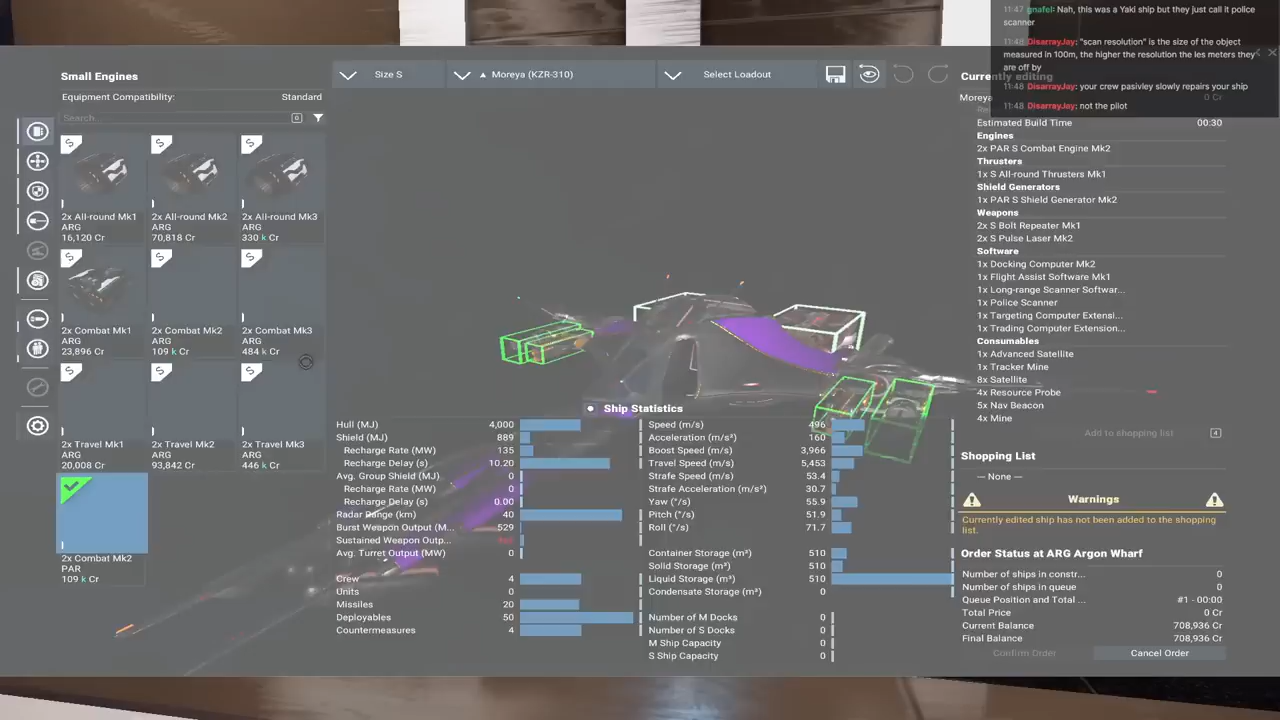 11:47 gnafel: Nah, this was a Yaki ship but they just call it police
scanner
11:48 DisarrayJay: "scan resolution" is the size of the object
measured in 100m, the higher the resolution the les meters they
are off by
11:48 DisarrayJay: your crew pasivley slowly repairs your ship
11:48 DisarrayJay: not the pilot
Small Engines
Equipment Compatibility: Standard
Search...
2x All-round Mk1
ARG
16,120 Cr
2x All-round Mk2
ARG
70,818 Cr
2x All-round Mk3
ARG
330 k Cr
2x Combat Mk1
ARG
23,896 Cr
2x Combat Mk2
ARG
109 k Cr
2x Combat Mk3
ARG
484 k Cr
2x Travel Mk1
ARG
20,008 Cr
2x Travel Mk2
ARG
93,842 Cr
2x Travel Mk3
ARG
446 k Cr
2x Combat Mk2
PAR
109 k Cr
Size S
Moreya (KZR-310)
Select Loadout
Ship Statistics
Hull (MJ) 4,000
Shield (MJ) 889
Recharge Rate (MW) 135
Recharge Delay (s) 10.20
Avg. Group Shield (MJ) 0
Recharge Rate (MW) 0
Recharge Delay (s) 0.00
Radar Range (km) 40
Burst Weapon Output (M... 529
Sustained Weapon Outp...
Avg. Turret Output (MW) 0
Crew 4
Units 0
Missiles 20
Deployables 50
Countermeasures 4
Speed (m/s) 496
Acceleration (m/s²) 160
Boost Speed (m/s) 3,966
Travel Speed (m/s) 5,453
Strafe Speed (m/s) 53.4
Strafe Acceleration (m/s²) 30.7
Yaw (°/s) 55.9
Pitch (°/s) 51.9
Roll (°/s) 71.7
Container Storage (m³) 510
Solid Storage (m³) 510
Liquid Storage (m³) 510
Condensate Storage (m³) 0
Number of M Docks 0
Number of S Docks 0
M Ship Capacity 0
S Ship Capacity 0
Currently editing
Moreya 0 Cr
Estimated Build Time 00:30
Engines
2x PAR S Combat Engine Mk2
Thrusters
1x S All-round Thrusters Mk1
Shield Generators
1x PAR S Shield Generator Mk2
Weapons
2x S Bolt Repeater Mk1
2x S Pulse Laser Mk2
Software
1x Docking Computer Mk2
1x Flight Assist Software Mk1
1x Long-range Scanner Softwar...
1x Police Scanner
1x Targeting Computer Extensi...
1x Trading Computer Extension...
Consumables
1x Advanced Satellite
1x Tracker Mine
8x Satellite
4x Resource Probe
5x Nav Beacon
4x Mine
Add to shopping list
Shopping List
— None —
Warnings
Currently edited ship has not been added to the shopping
list.
Order Status at ARG Argon Wharf
Number of ships in constr... 0
Number of ships in queue 0
Queue Position and Total ... #1 - 00:00
Total Price 0 Cr
Current Balance 708,936 Cr
Final Balance 708,936 Cr
Confirm Order
Cancel Order